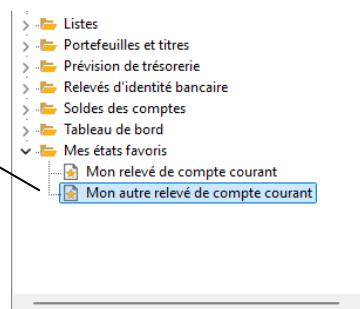 Listes
Portefeuilles et titres
Prévision de trésorerie
Relevés d'identité bancaire
Soldes des comptes
Tableau de bord
Mes états favoris
Mon relevé de compte courant
Mon autre relevé de compte courant